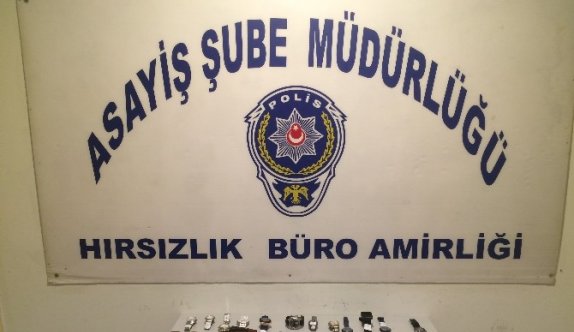 ASAYİŞ ŞUBE MÜDÜRLÜĞÜ
POLİS
HIRSIZLIK BÜRO AMİRLİĞİ